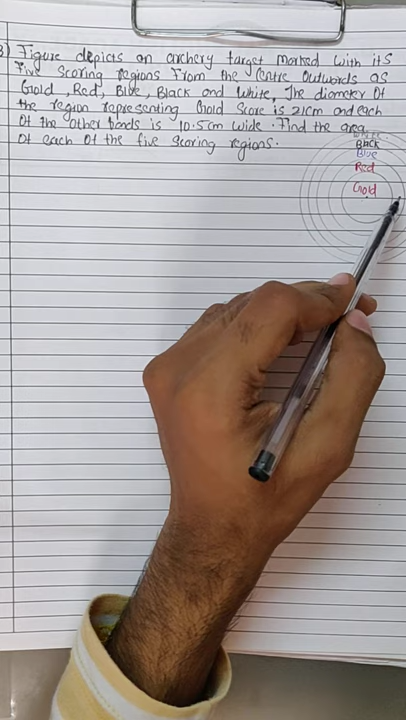 3) Figure depicts an archery target marked with its
Five Scoring regions From the Centre Outwords as
Gold, Red, Blue, Black and White, The diameter Of
the region representing Gold Score is 21cm and each
Of the Other bands is 10.5cm wide. Find the area
Of each Of the five Scoring regions.
White
Black
Blue
Red
Gold